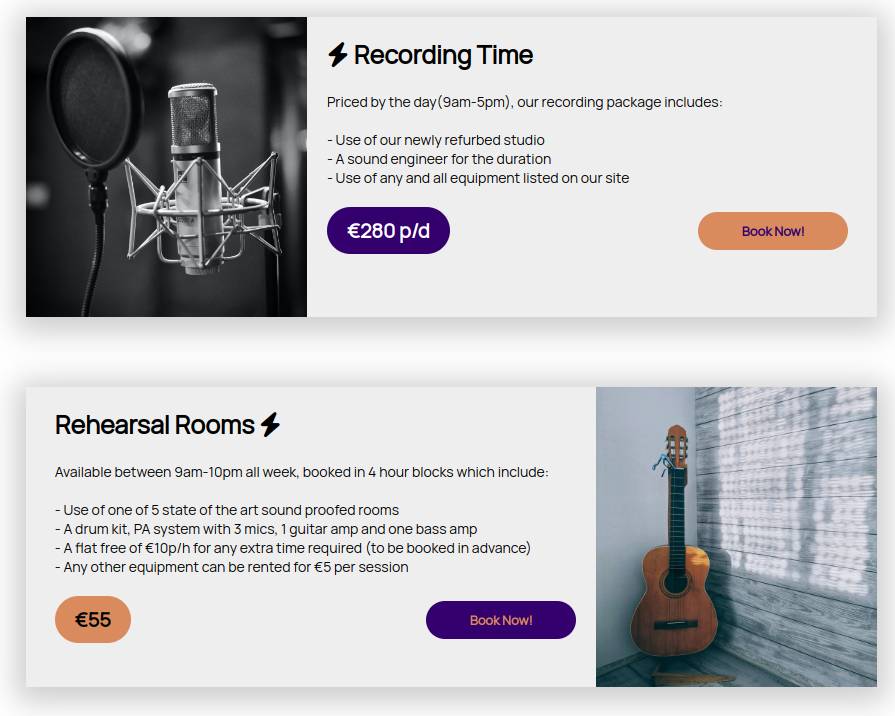 Recording Time
Priced by the day(9am-5pm), our recording package includes:
- Use of our newly refurbed studio
- A sound engineer for the duration
- Use of any and all equipment listed on our site
€280 p/d
Book Now!
Rehearsal Rooms
Available between 9am-10pm all week, booked in 4 hour blocks which include:
- Use of one of 5 state of the art sound proofed rooms
- A drum kit, PA system with 3 mics, 1 guitar amp and one bass amp
- A flat free of €10p/h for any extra time required (to be booked in advance)
- Any other equipment can be rented for €5 per session
€55
Book Now!